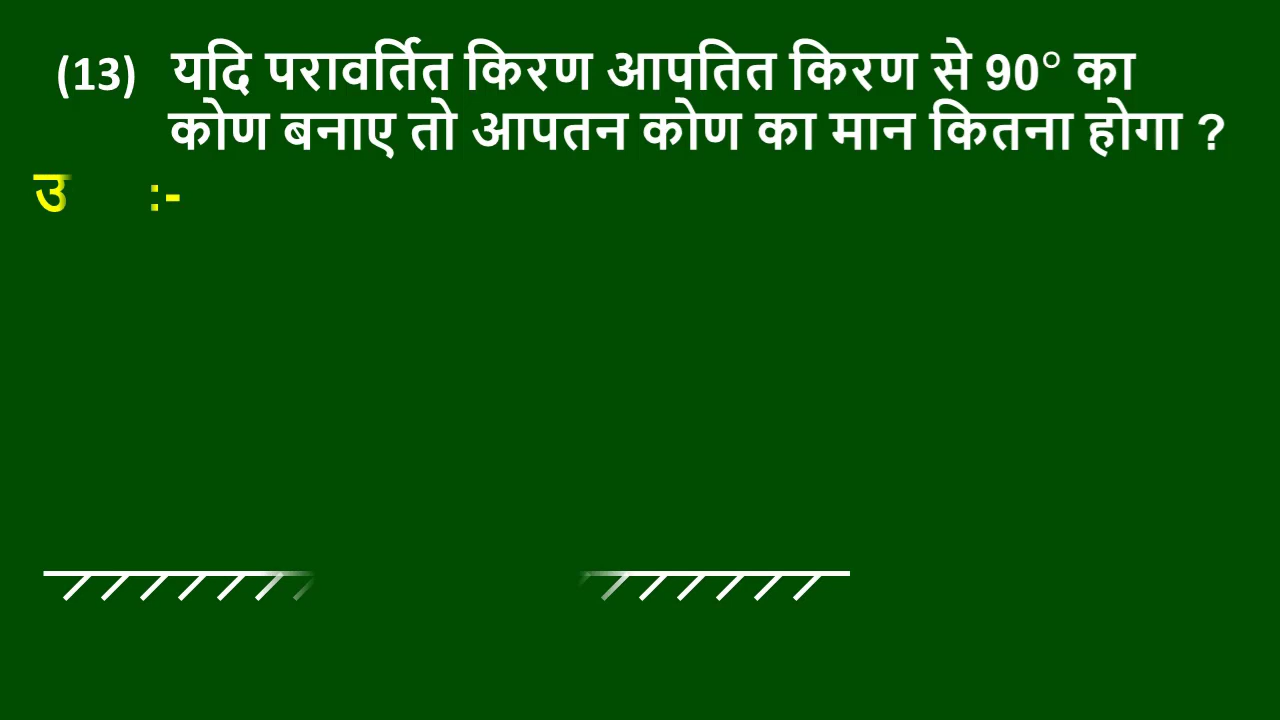 (13) यदि परावर्तित किरण आपतित किरण से 90° का
कोण बनाए तो आपतन कोण का मान कितना होगा ?
उ :-